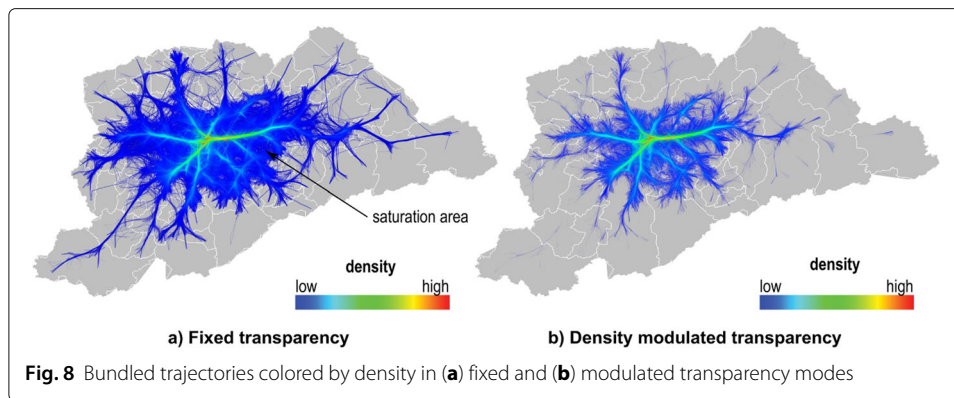 saturation area
density
low high
a) Fixed transparency
density
low high
b) Density modulated transparency
Fig. 8 Bundled trajectories colored by density in (a) fixed and (b) modulated transparency modes